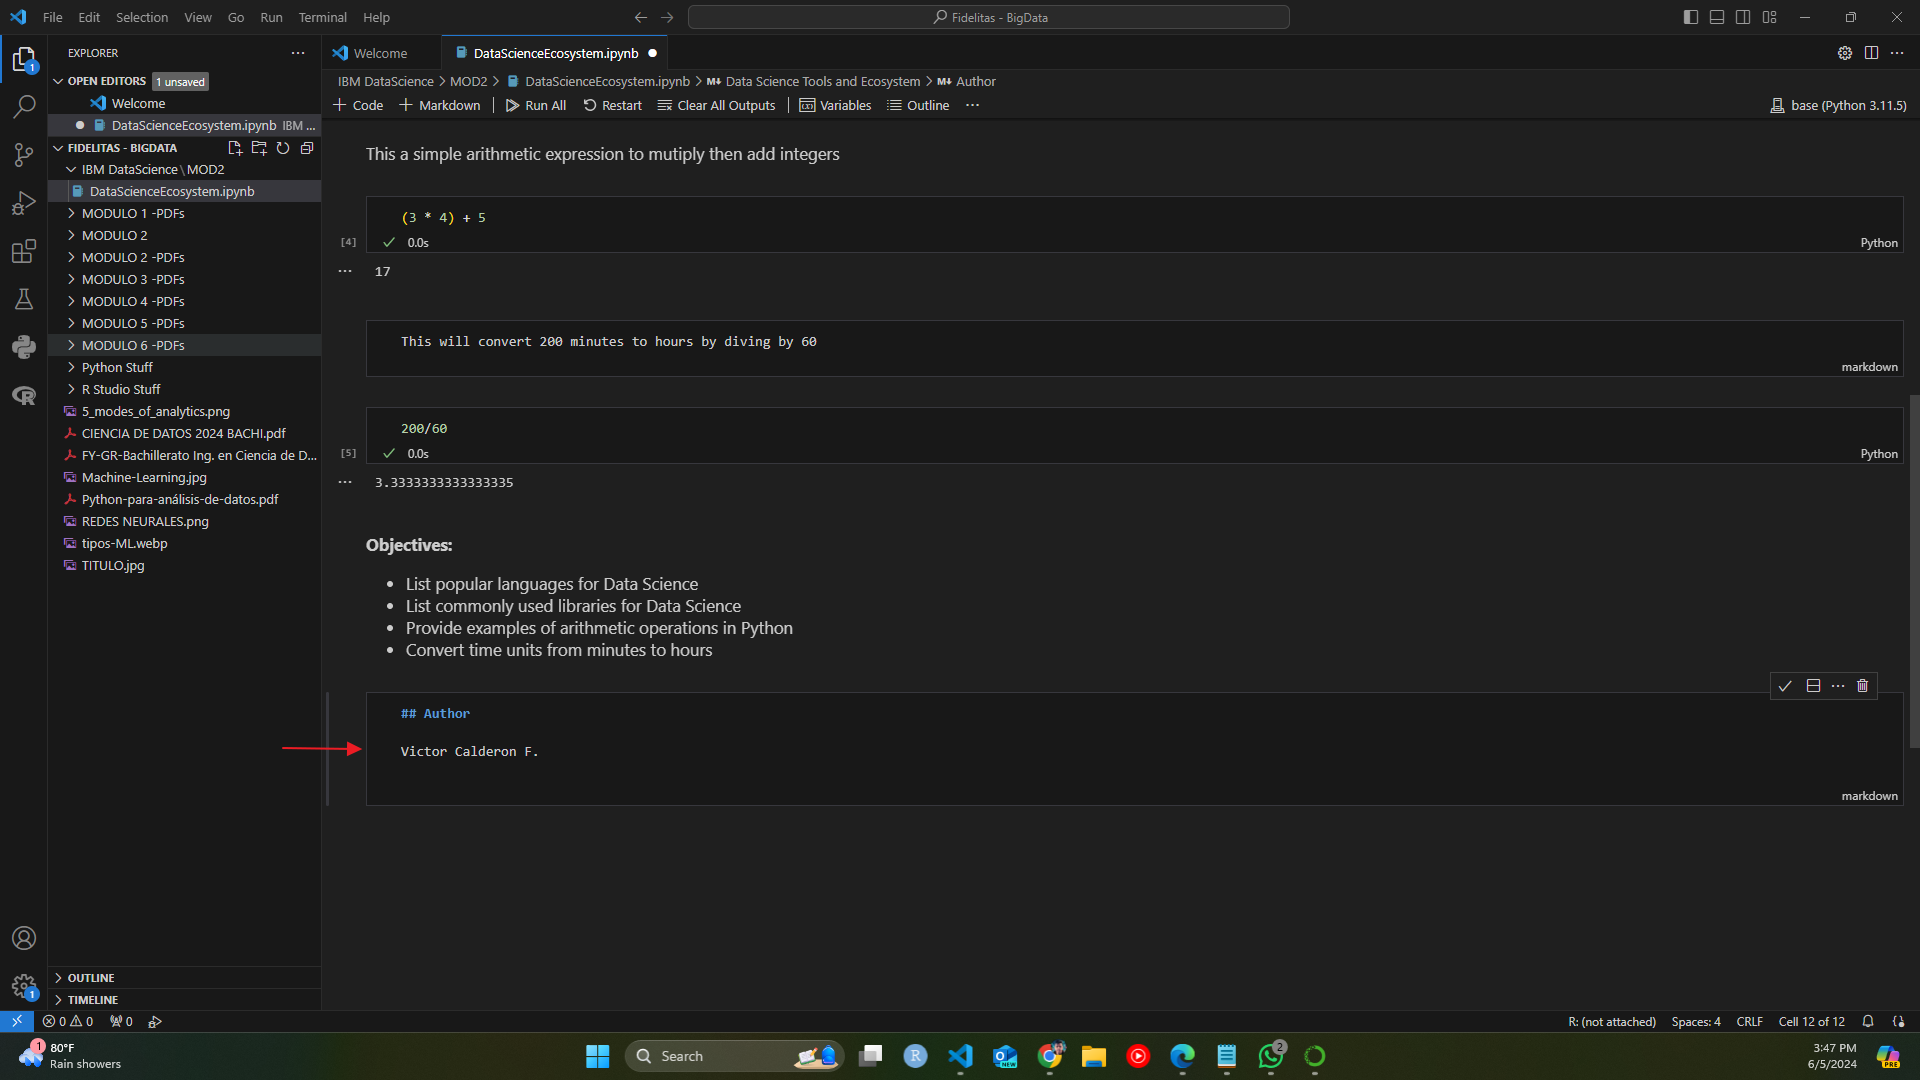 File Edit Selection View Go Run Terminal Help
Fidelitas - BigData
EXPLORER
OPEN EDITORS 1 unsaved
Welcome
DataScienceEcosystem.ipynb IBM ...
FIDELITAS - BIGDATA
IBM DataScience \ MOD2
DataScienceEcosystem.ipynb
MODULO 1 -PDFs
MODULO 2
MODULO 2 -PDFs
MODULO 3 -PDFs
MODULO 4 -PDFs
MODULO 5 -PDFs
MODULO 6 -PDFs
Python Stuff
R Studio Stuff
5_modes_of_analytics.png
CIENCIA DE DATOS 2024 BACHI.pdf
FY-GR-Bachillerato Ing. en Ciencia de D...
Machine-Learning.jpg
Python-para-análisis-de-datos.pdf
REDES NEURALES.png
tipos-ML.webp
TITULO.jpg
OUTLINE
TIMELINE
Welcome DataScienceEcosystem.ipynb
IBM DataScience > MOD2 > DataScienceEcosystem.ipynb > M↓ Data Science Tools and Ecosystem > M↓ Author
Code Markdown Run All Restart Clear All Outputs Variables Outline ... base (Python 3.11.5)
This a simple arithmetic expression to mutiply then add integers
(3 * 4) + 5
[4] 0.0s Python
17
This will convert 200 minutes to hours by diving by 60
markdown
200/60
[5] 0.0s Python
3.3333333333333335
Objectives:
• List popular languages for Data Science
• List commonly used libraries for Data Science
• Provide examples of arithmetic operations in Python
• Convert time units from minutes to hours
## Author
Victor Calderon F.
markdown
1
1
0 0 0 R: (not attached) Spaces: 4 CRLF Cell 12 of 12
1 80°F
Rain showers
Search
R
NEW
2
3:47 PM
6/5/2024
PRE